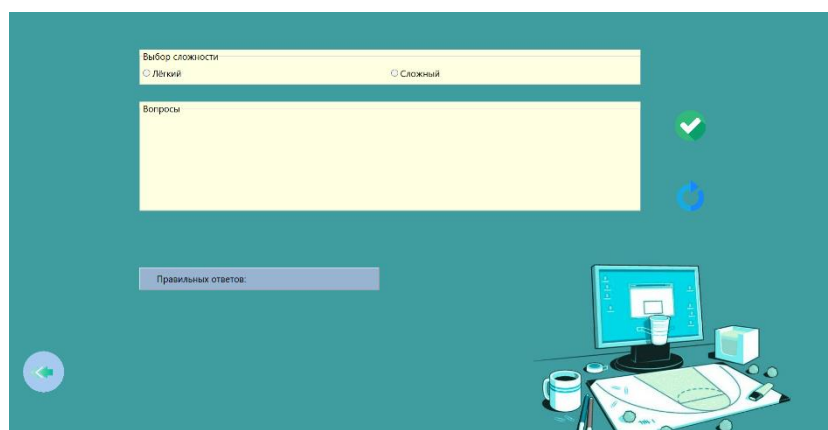 Выбор сложности
Лёгкий
Сложный
Вопросы
Правильных ответов: